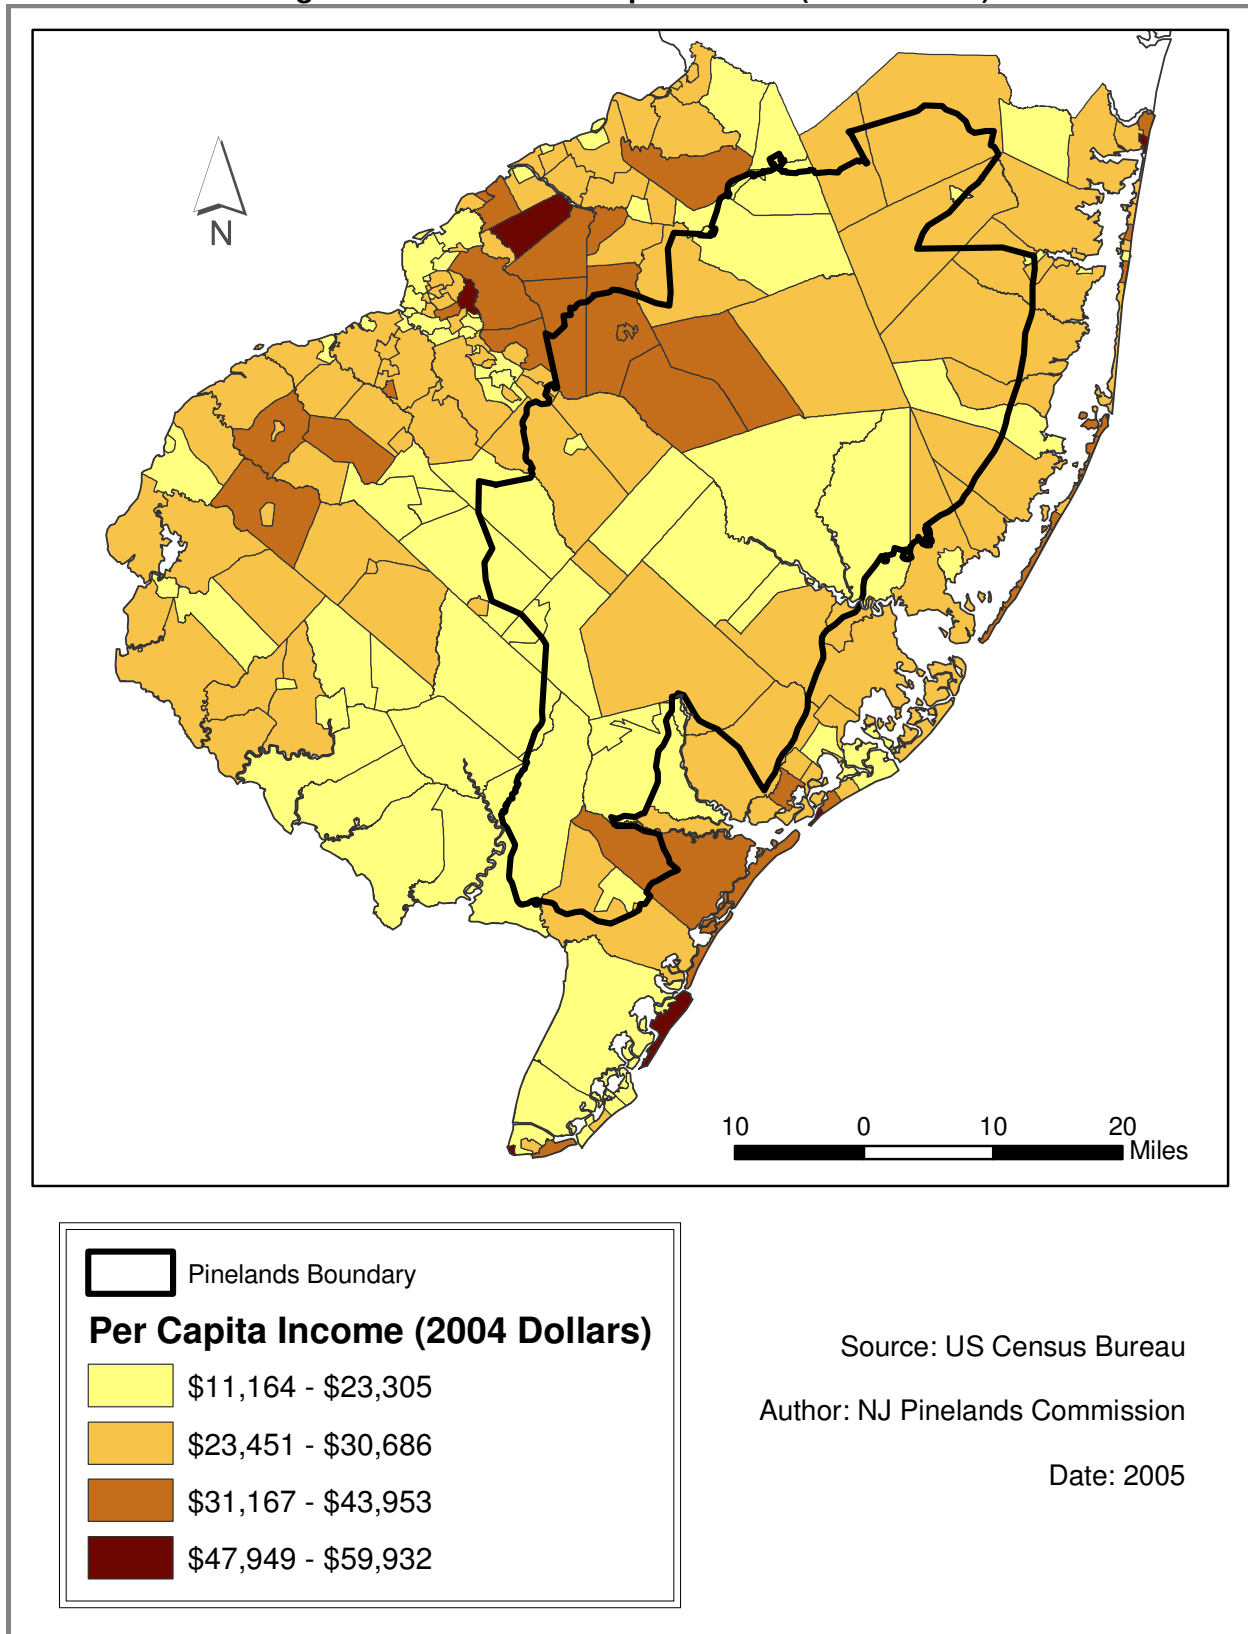 N
10 0 10 20
Miles
Pinelands Boundary
Per Capita Income (2004 Dollars)
$11,164 - $23,305
$23,451 - $30,686
$31,167 - $43,953
$47,949 - $59,932
Source: US Census Bureau
Author: NJ Pinelands Commission
Date: 2005